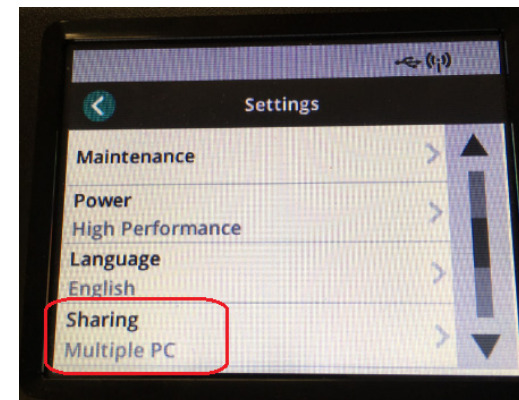 Settings
Maintenance
Power
High Performance
Language
English
Sharing
Multiple PC